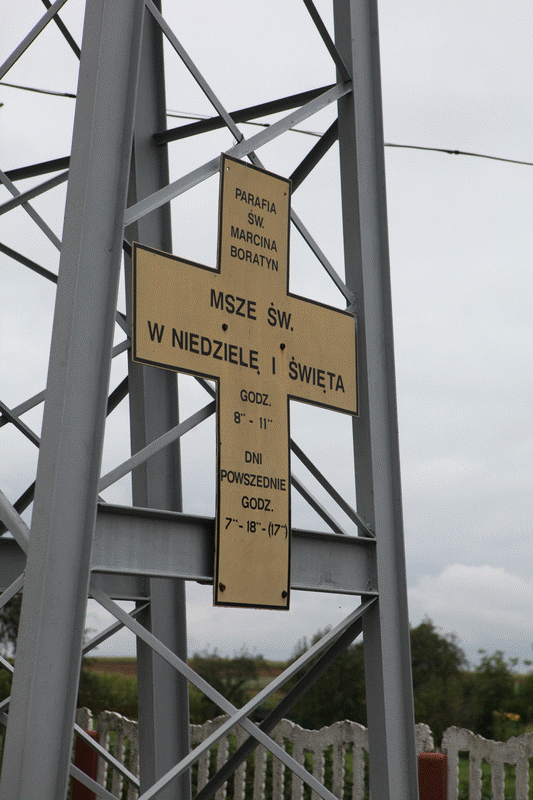 PARAFIA
ŚW.
MARCINA
BORATYN
MSZE ŚW.
W NIEDZIELĘ I ŚWIĘTA
GODZ.
8⁰⁰ - 11⁰⁰
DNI
POWSZEDNIE
GODZ.
7⁰⁰ - 18⁰⁰ - (17⁰⁰)